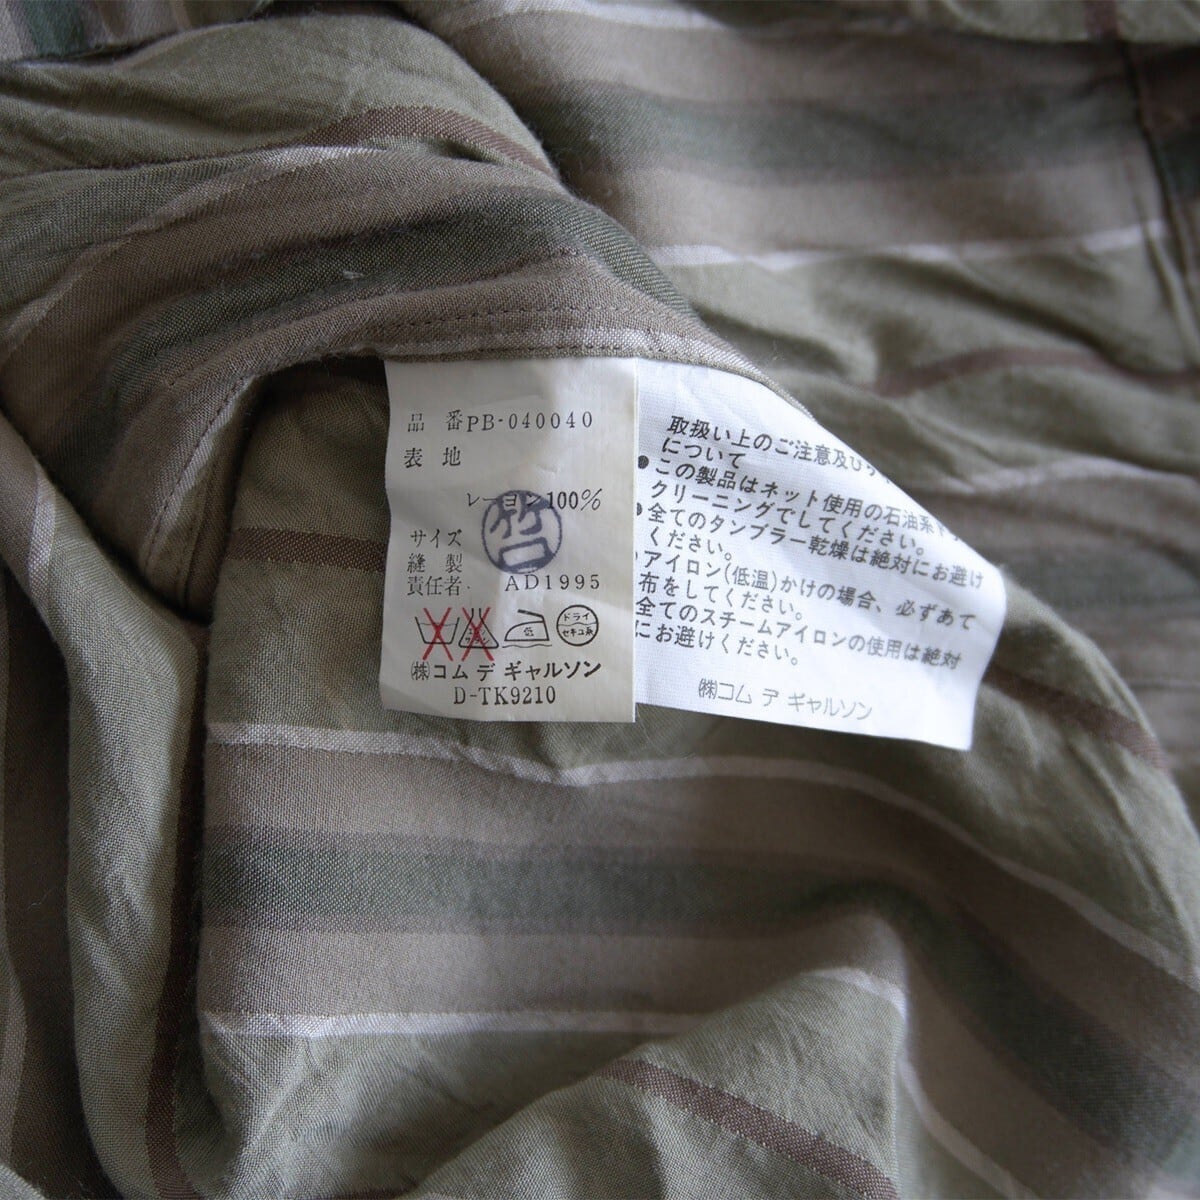 品 番PB-040040
表 地
レーヨン100%
サイズ
縫 製
責任者. AD1995
低
ドライ
セキユ系
㈱コム デ ギャルソン
D-TK9210
取扱い上のご注意及び
について
●この製品はネット使用の石油系ド
クリーニングでしてください。
●全てのタンブラー乾燥は絶対にお避け
ください。
アイロン(低温)かけの場合、必ずあて
布をしてください。
全てのスチームアイロンの使用は絶対
にお避けください。
㈱コム デ ギャルソン